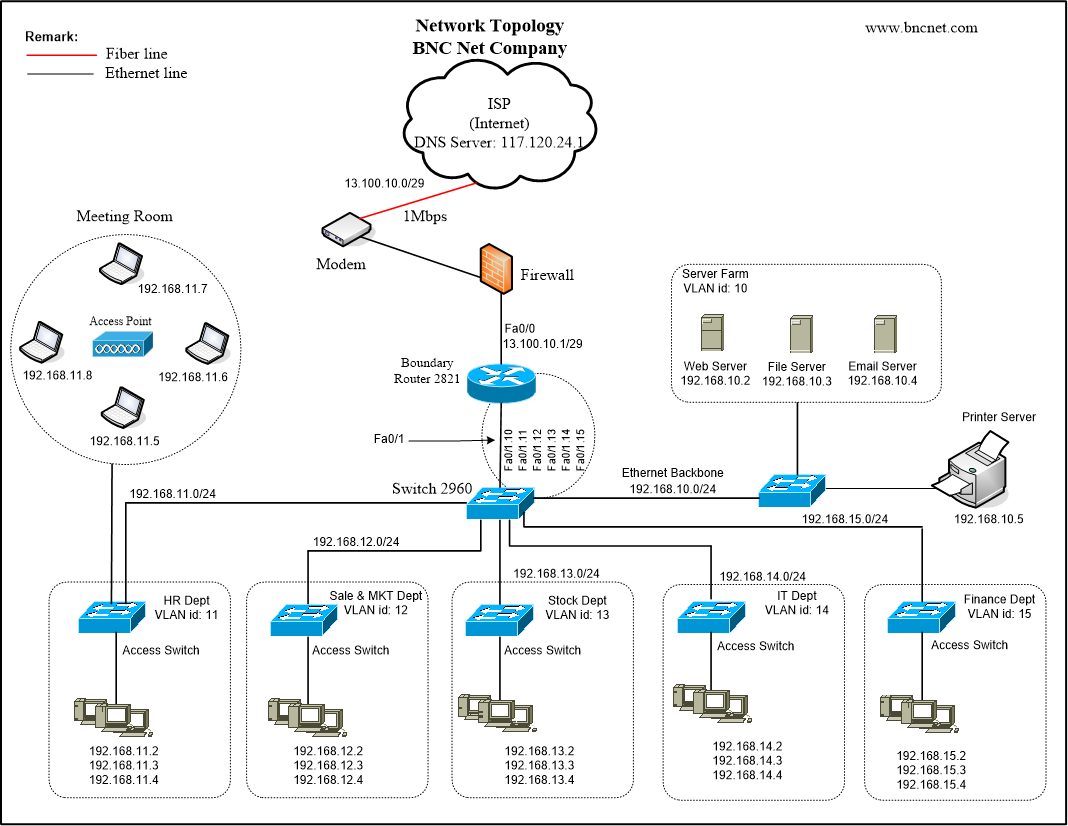 Network Topology
BNC Net Company
www.bncnet.com
Remark:
Fiber line
Ethernet line
ISP
(Internet)
DNS Server: 117.120.24.1
13.100.10.0/29
1Mbps
Modem
Firewall
Meeting Room
192.168.11.7
Access Point
192.168.11.8
192.168.11.6
192.168.11.5
Fa0/0
13.100.10.1/29
Boundary
Router 2821
Fa0/1
Fa0/1.10
Fa0/1.11
Fa0/1.12
Fa0/1.13
Fa0/1.14
Fa0/1.15
Server Farm
VLAN id: 10
Web Server
192.168.10.2
File Server
192.168.10.3
Email Server
192.168.10.4
Printer Server
192.168.10.5
Switch 2960
Ethernet Backbone
192.168.10.0/24
192.168.11.0/24
192.168.12.0/24
192.168.13.0/24
192.168.14.0/24
192.168.15.0/24
HR Dept
VLAN id: 11
Access Switch
192.168.11.2
192.168.11.3
192.168.11.4
Sale & MKT Dept
VLAN id: 12
Access Switch
192.168.12.2
192.168.12.3
192.168.12.4
Stock Dept
VLAN id: 13
Access Switch
192.168.13.2
192.168.13.3
192.168.13.4
IT Dept
VLAN id: 14
Access Switch
192.168.14.2
192.168.14.3
192.168.14.4
Finance Dept
VLAN id: 15
Access Switch
192.168.15.2
192.168.15.3
192.168.15.4